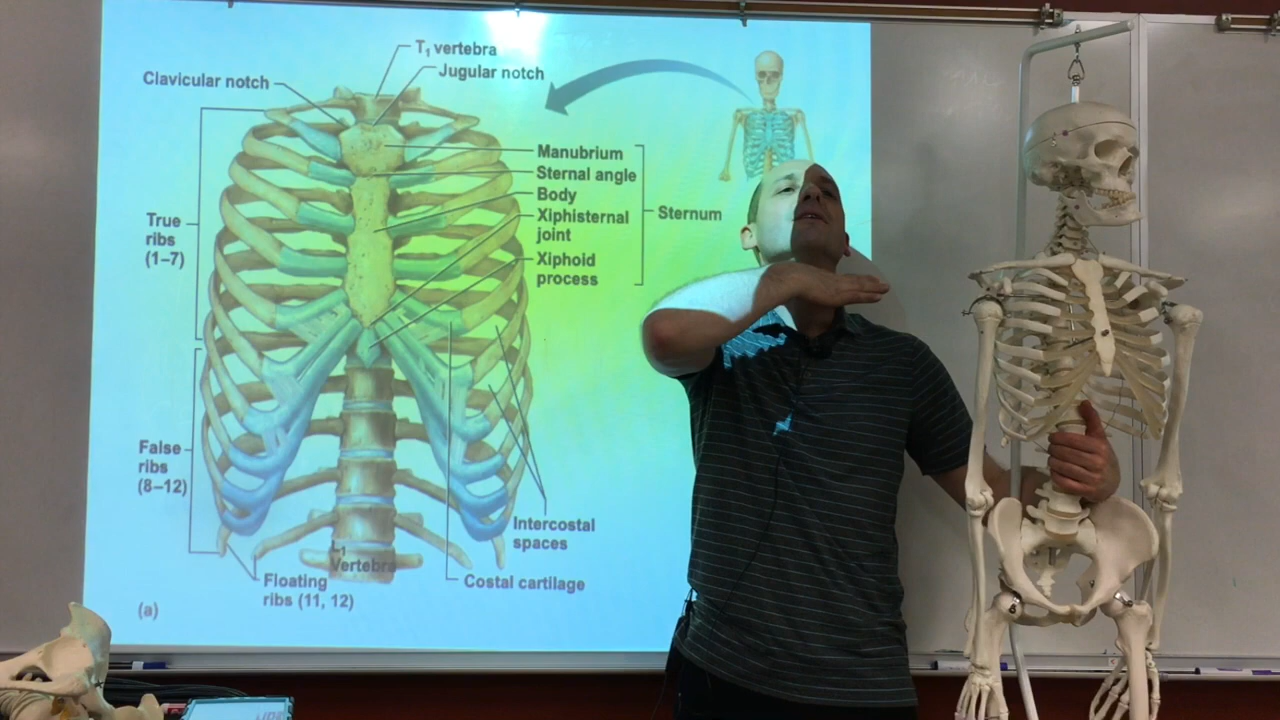 T1 vertebra
Jugular notch
Clavicular notch
Manubrium
Sternal angle
Body
Xiphisternal
joint
Xiphoid
process
Sternum
True
ribs
(1–7)
False
ribs
(8–12)
Intercostal
spaces
L1
Vertebra
Costal cartilage
Floating
ribs (11, 12)
(a)